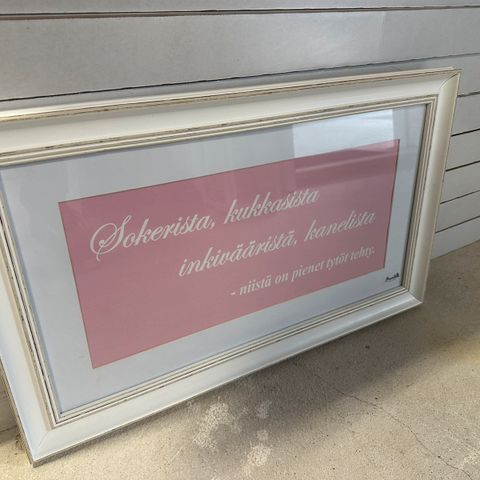 Sokerista, kukkasista
inkivääristä, kanelista
- niistä on pienet tytöt tehty.